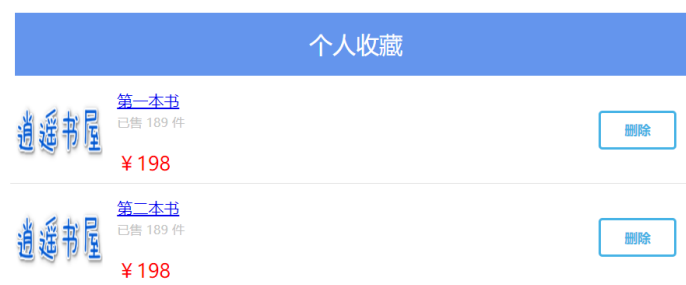 个人收藏
逍遥书屋
第一本书
已售 189 件
￥198
删除
逍遥书屋
第二本书
已售 189 件
￥198
删除